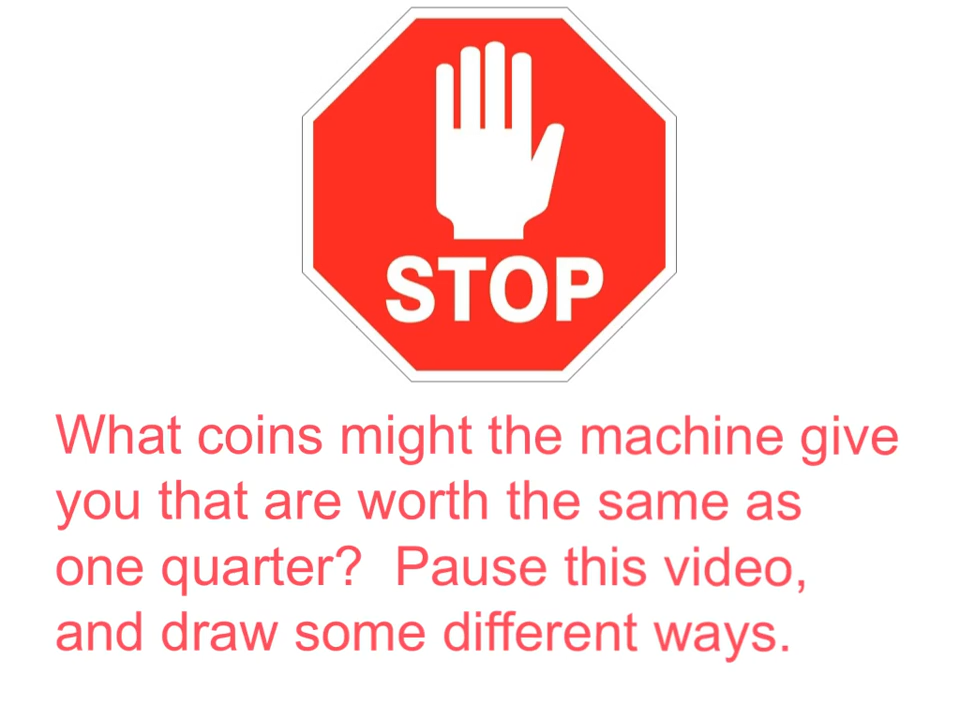 STOP
What coins might the machine give
you that are worth the same as
one quarter?  Pause this video,
and draw some different ways.